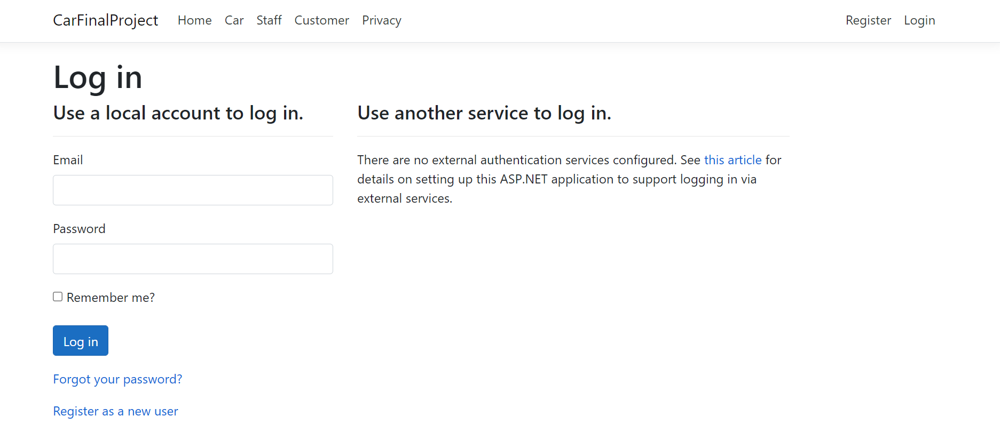 CarFinalProject Home Car Staff Customer Privacy Register Login
Log in
Use a local account to log in.
Email
Password
Remember me?
Log in
Forgot your password?
Register as a new user
Use another service to log in.
There are no external authentication services configured. See this article for
details on setting up this ASP.NET application to support logging in via
external services.